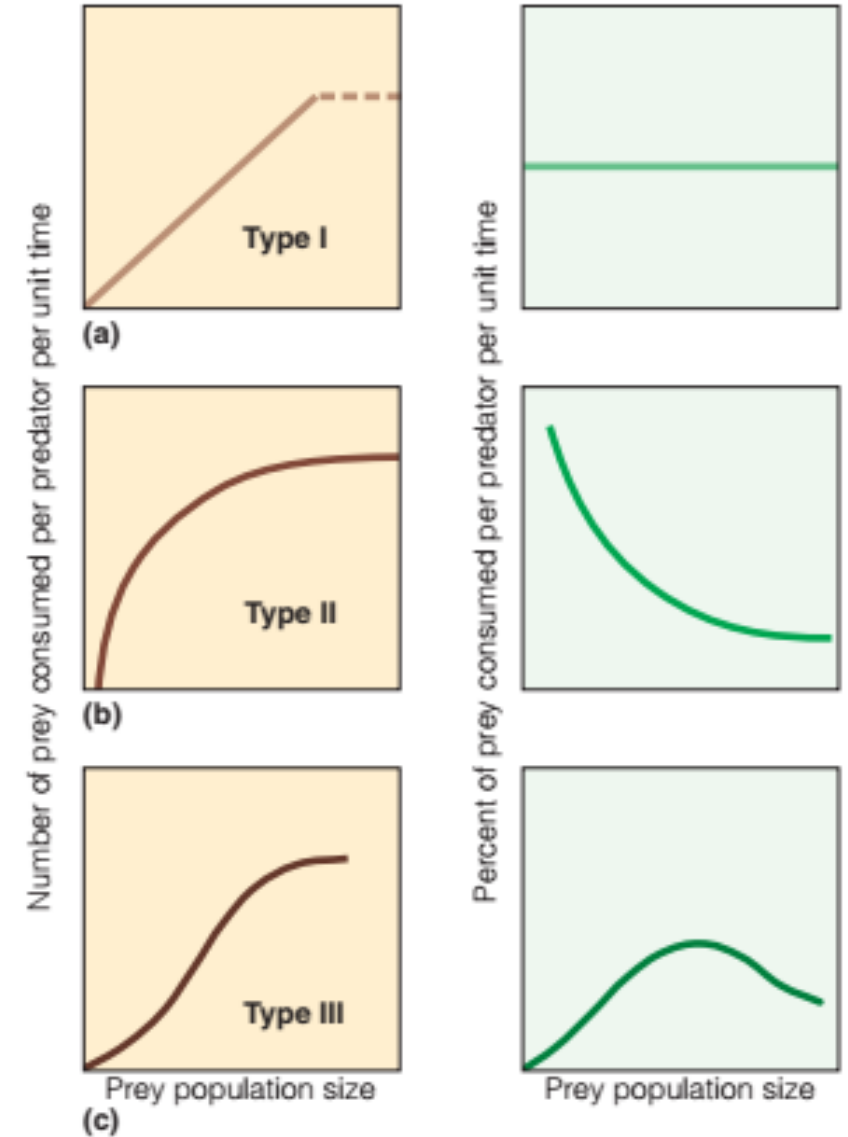 Number of prey consumed per predator per unit time
Percent of prey consumed per predator per unit time
Type I
(a)
Type II
(b)
Type III
Prey population size
Prey population size
(c)